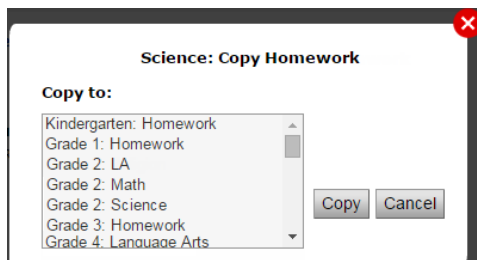 Science: Copy Homework
Copy to:
Kindergarten: Homework
Grade 1: Homework
Grade 2: LA
Grade 2: Math
Grade 2: Science
Grade 3: Homework
Grade 4: Language Arts
Copy Cancel